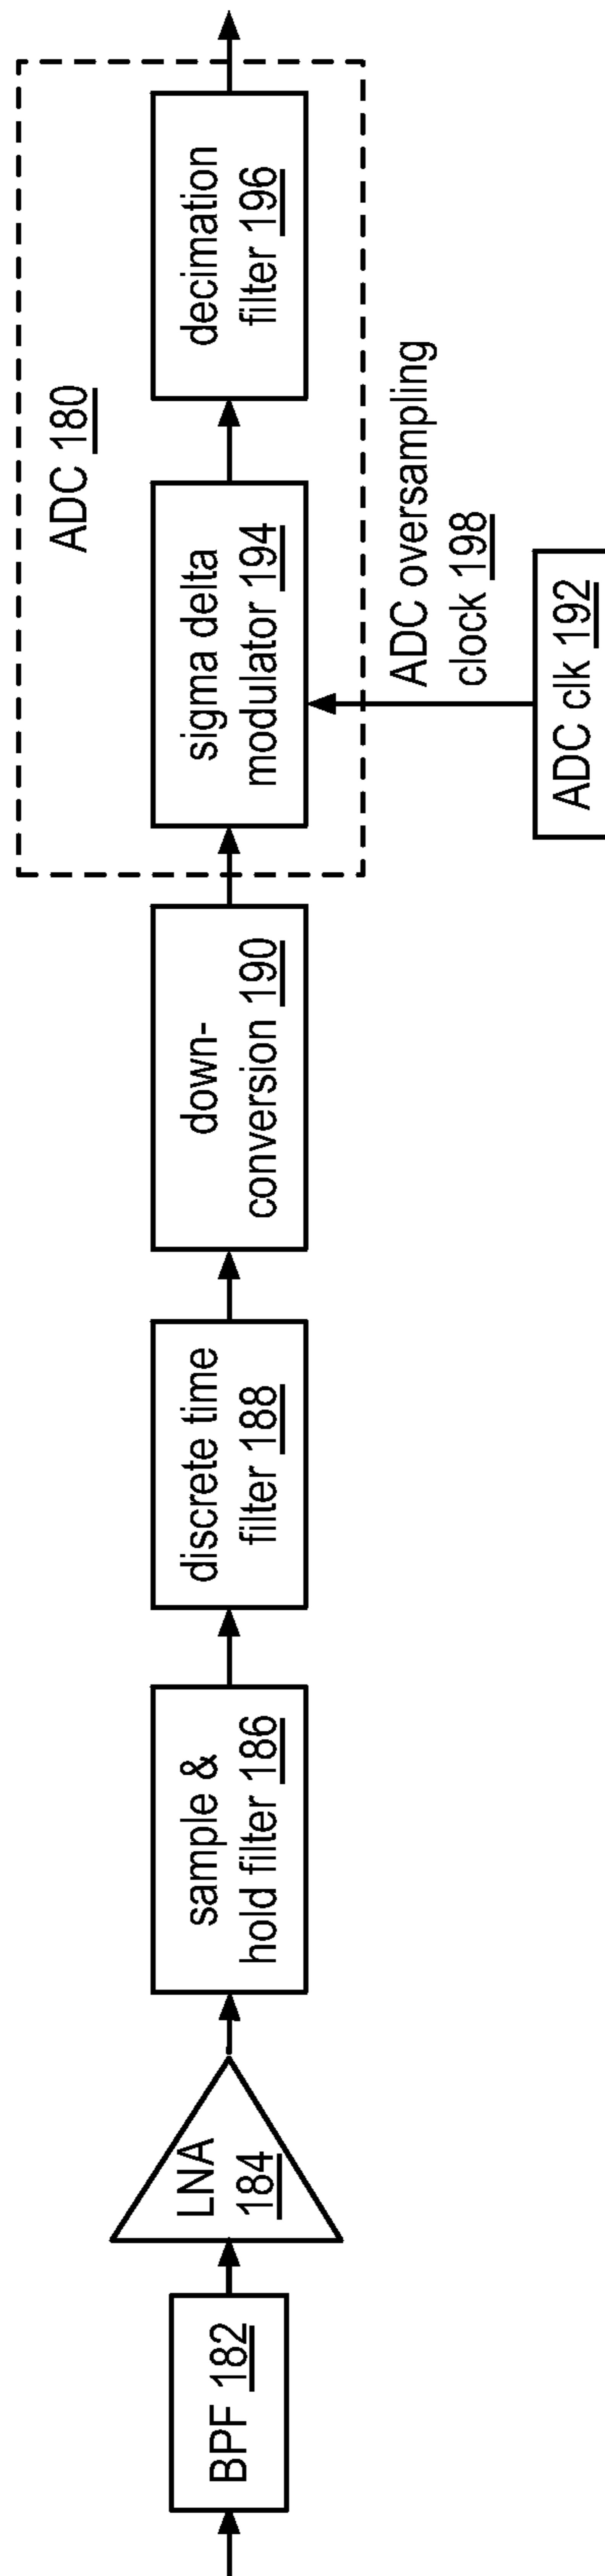 BPF 182
LNA
184
sample &
hold filter 186
discrete time
filter 188
down-
conversion 190
ADC 180
sigma delta
modulator 194
decimation
filter 196
ADC oversampling
clock 198
ADC clk 192